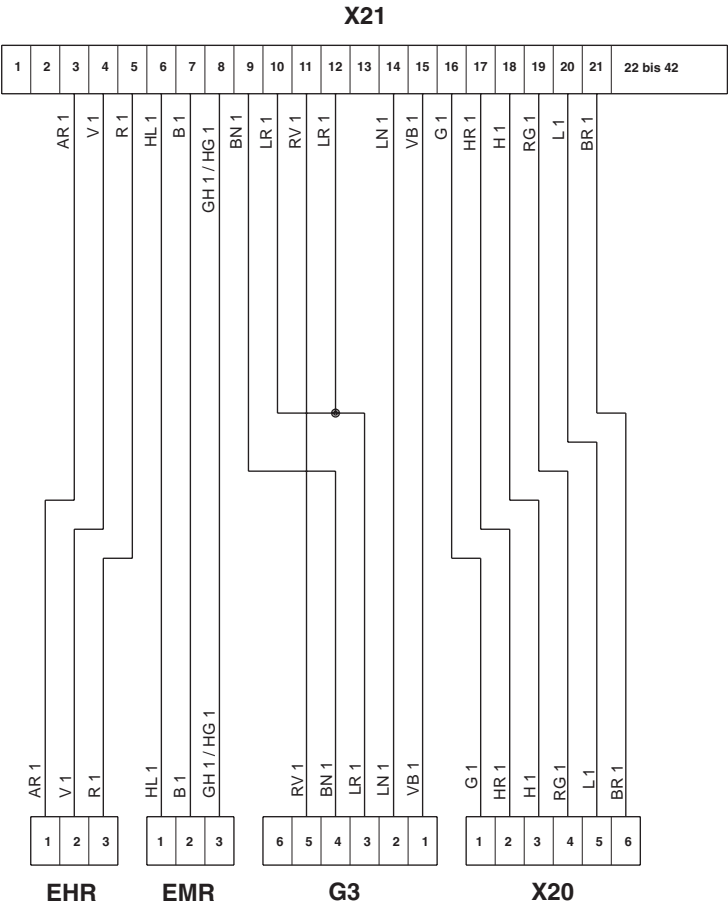 X21
1 2 3 4 5 6 7 8 9 10 11 12 13 14 15 16 17 18 19 20 21 22 bis 42
AR 1 V 1 R 1 HL 1 B 1 GH 1 / HG 1 BN 1 LR 1 RV 1 LR 1 LN 1 VB 1 G 1 HR 1 H 1 RG 1 L 1 BR 1
AR 1 V 1 R 1 HL 1 B 1 GH 1 / HG 1 RV 1 BN 1 LR 1 LN 1 VB 1 G 1 HR 1 H 1 RG 1 L 1 BR 1
1 2 3 1 2 3 6 5 4 3 2 1 1 2 3 4 5 6
EHR EMR G3 X20